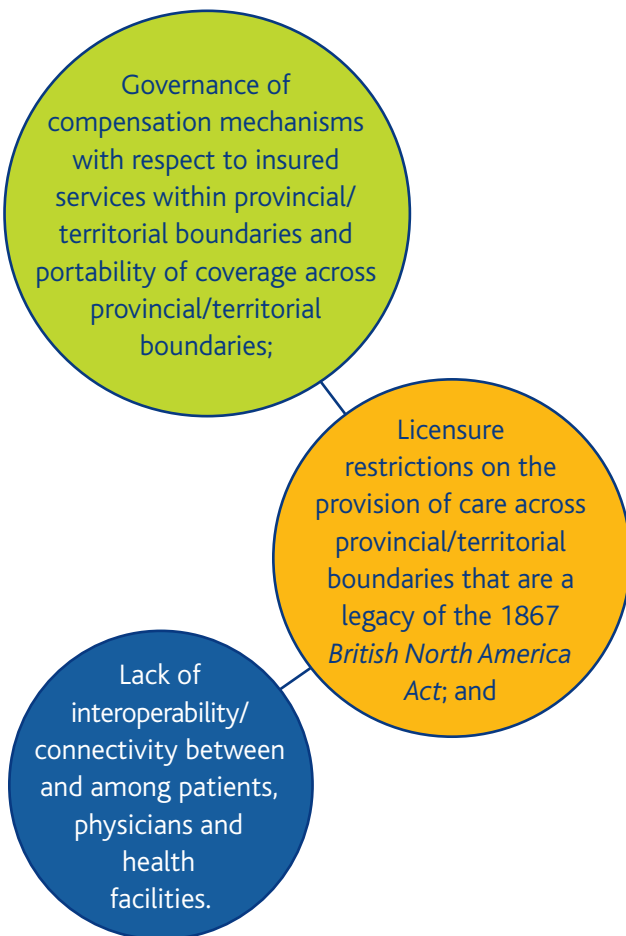 Governance of
compensation mechanisms
with respect to insured
services within provincial/
territorial boundaries and
portability of coverage across
provincial/territorial
boundaries;
Licensure
restrictions on the
provision of care across
provincial/territorial
boundaries that are a
legacy of the 1867
British North America
Act; and
Lack of
interoperability/
connectivity between
and among patients,
physicians and
health
facilities.